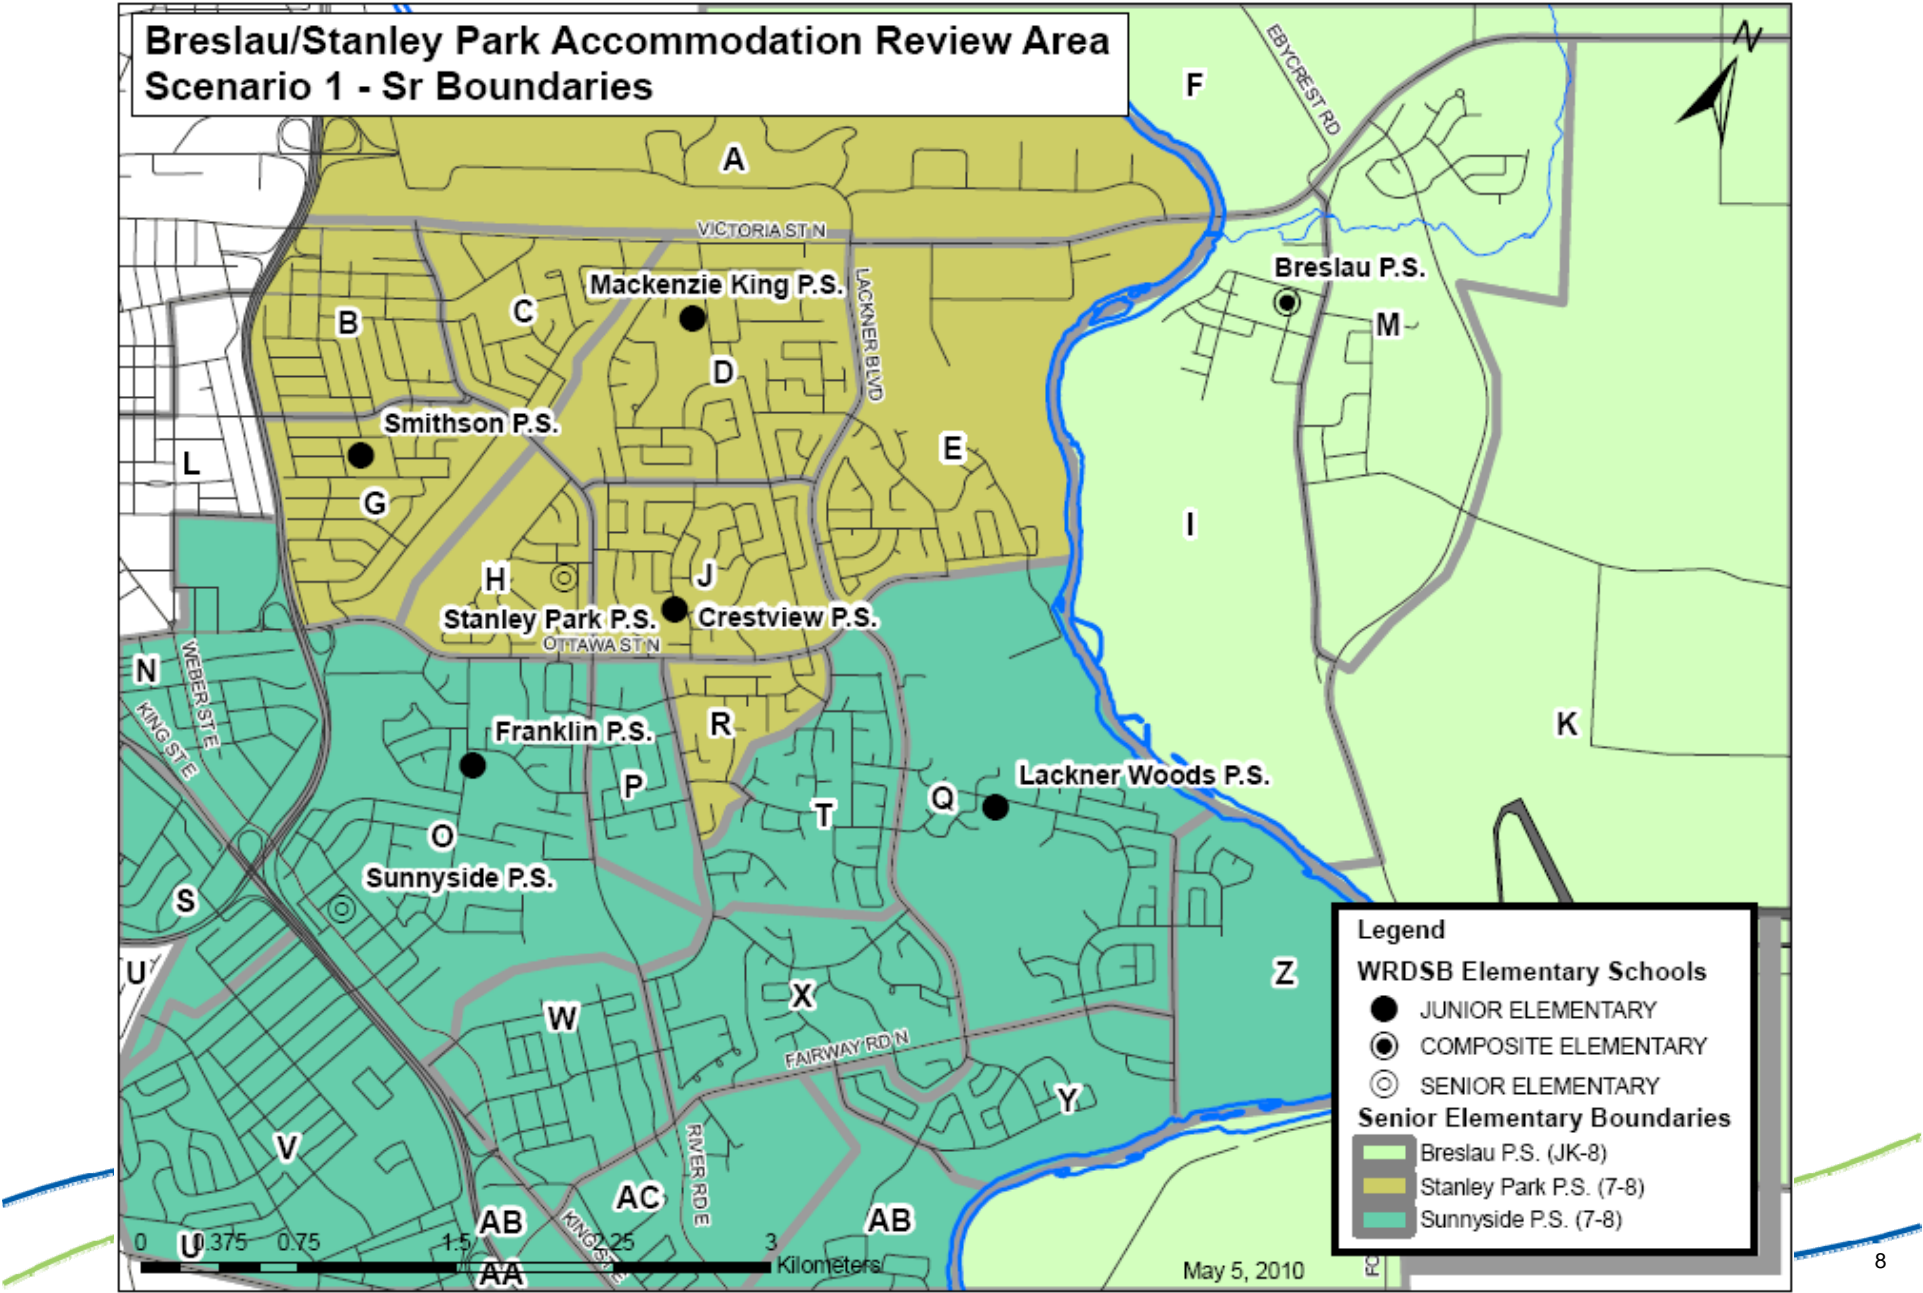 Breslau/Stanley Park Accommodation Review Area
Scenario 1 - Sr Boundaries
N
F
EBYCREST RD
A
VICTORIA ST N
Mackenzie King P.S.
LACKNER BLVD
Breslau P.S.
B
C
M
D
Smithson P.S.
E
L
G
I
H
J
Stanley Park P.S.
Crestview P.S.
OTTAWA ST N
N
WEBER ST E
KING ST E
R
K
Franklin P.S.
P
Lackner Woods P.S.
Q
T
O
Sunnyside P.S.
S
U
Z
X
W
FAIRWAY RD N
Y
V
RIVER RD E
AC
AB
AB
KING ST E
U
AA
0 0.375 0.75 1.5 2.25 3
Kilometers
May 5, 2010
Legend
WRDSB Elementary Schools
JUNIOR ELEMENTARY
COMPOSITE ELEMENTARY
SENIOR ELEMENTARY
Senior Elementary Boundaries
Breslau P.S. (JK-8)
Stanley Park P.S. (7-8)
Sunnyside P.S. (7-8)
8